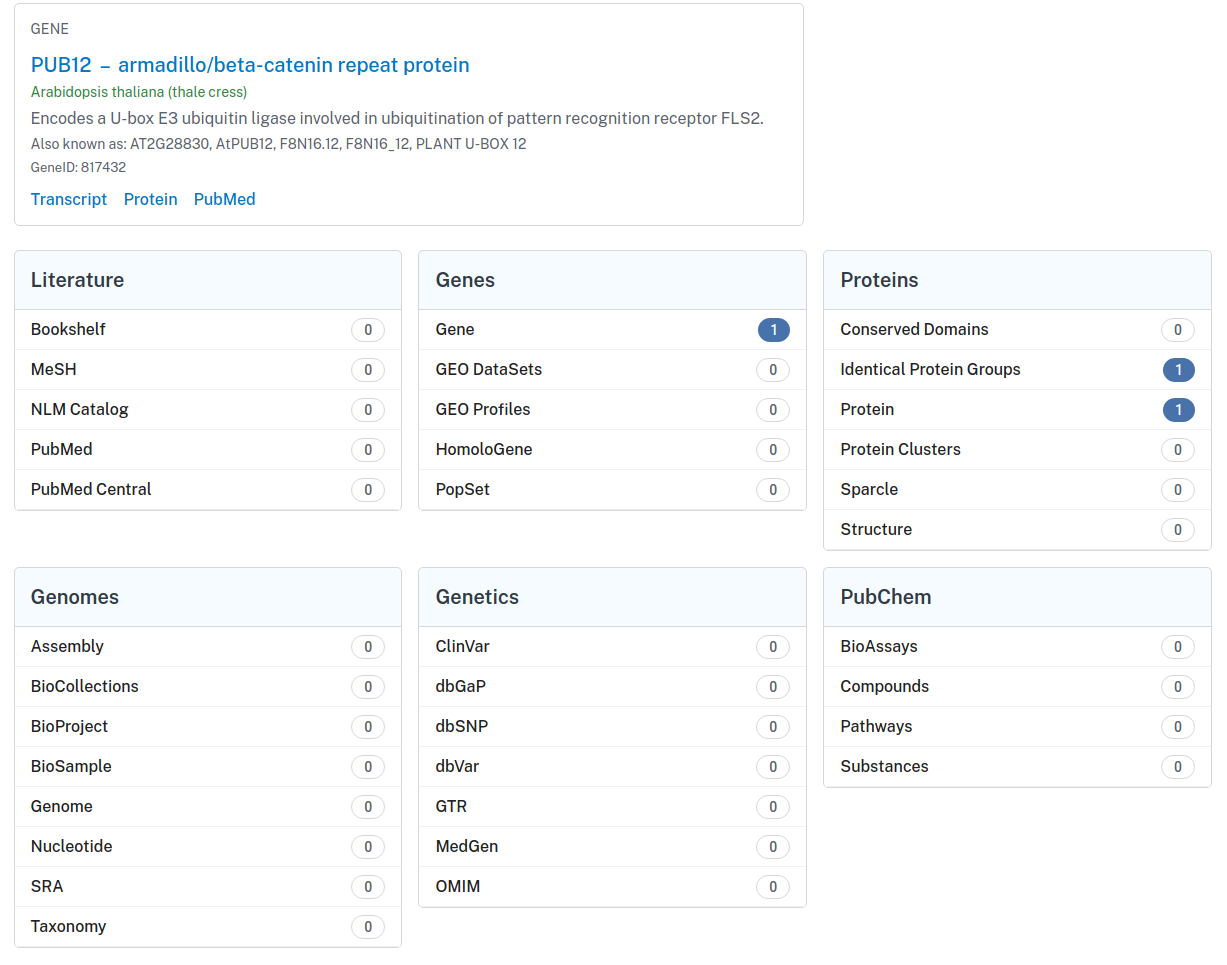 GENE
PUB12 – armadillo/beta-catenin repeat protein
Arabidopsis thaliana (thale cress)
Encodes a U-box E3 ubiquitin ligase involved in ubiquitination of pattern recognition receptor FLS2.
Also known as: AT2G28830, AtPUB12, F8N16.12, F8N16_12, PLANT U-BOX 12
GeneID: 817432
Transcript Protein PubMed
Literature
Bookshelf 0
MeSH 0
NLM Catalog 0
PubMed 0
PubMed Central 0
Genes
Gene 1
GEO DataSets 0
GEO Profiles 0
HomoloGene 0
PopSet 0
Proteins
Conserved Domains 0
Identical Protein Groups 1
Protein 1
Protein Clusters 0
Sparcle 0
Structure 0
Genomes
Assembly 0
BioCollections 0
BioProject 0
BioSample 0
Genome 0
Nucleotide 0
SRA 0
Taxonomy 0
Genetics
ClinVar 0
dbGaP 0
dbSNP 0
dbVar 0
GTR 0
MedGen 0
OMIM 0
PubChem
BioAssays 0
Compounds 0
Pathways 0
Substances 0